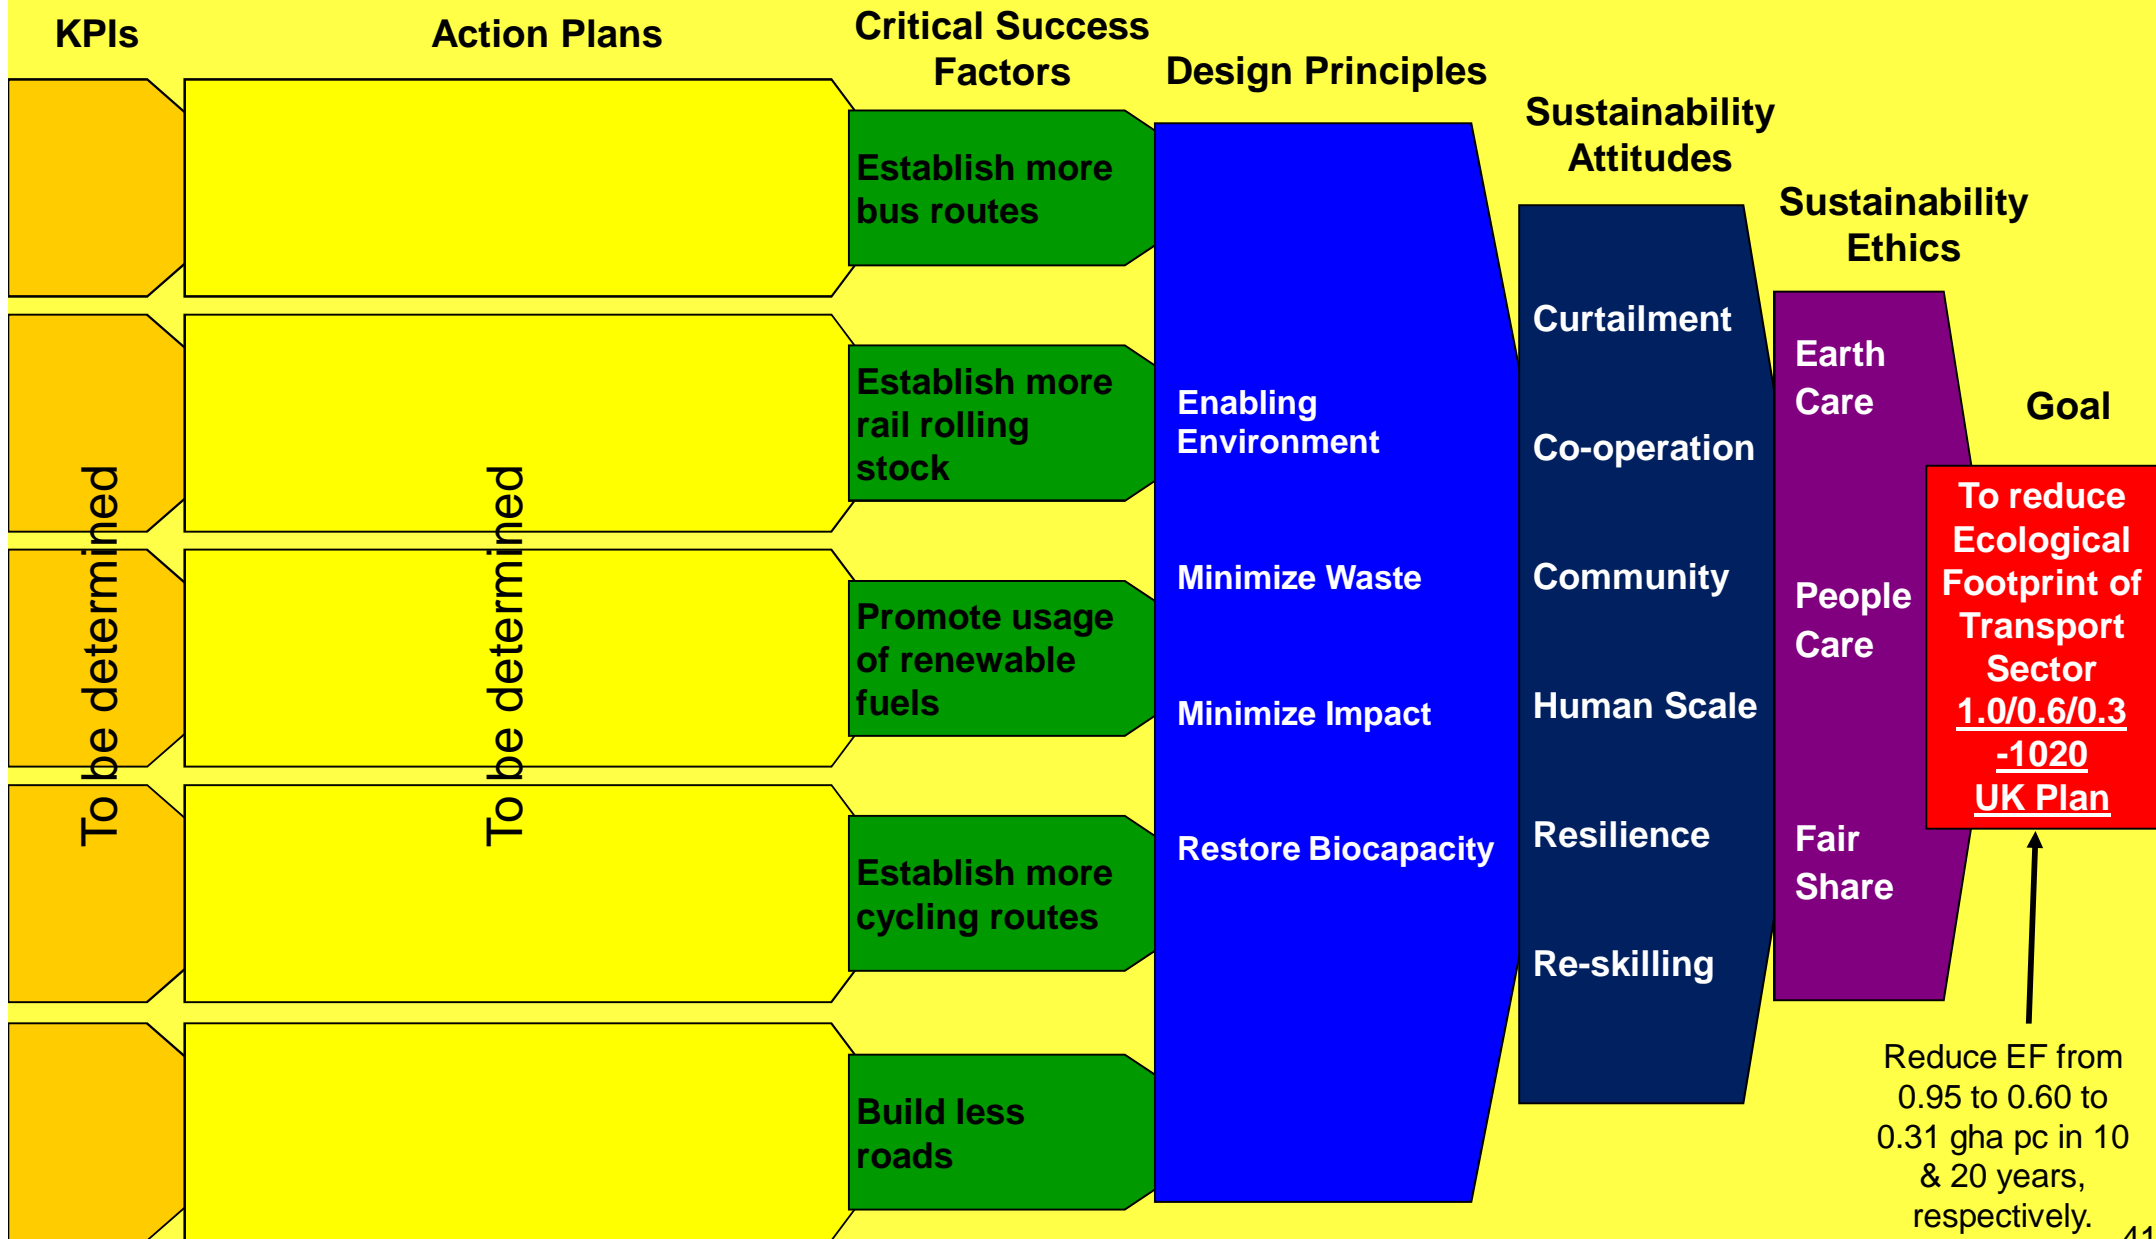 KPIs
Action Plans
Critical Success
Factors
Design Principles
Sustainability
Attitudes
Sustainability
Ethics
Goal
To be determined
To be determined
Establish more
bus routes
Establish more
rail rolling
stock
Promote usage
of renewable
fuels
Establish more
cycling routes
Build less
roads
Enabling
Environment
Minimize Waste
Minimize Impact
Restore Biocapacity
Curtailment
Co-operation
Community
Human Scale
Resilience
Re-skilling
Earth
Care
People
Care
Fair
Share
To reduce
Ecological
Footprint of
Transport
Sector
1.0/0.6/0.3
-1020
UK Plan
Reduce EF from
0.95 to 0.60 to
0.31 gha pc in 10
& 20 years,
respectively.
41